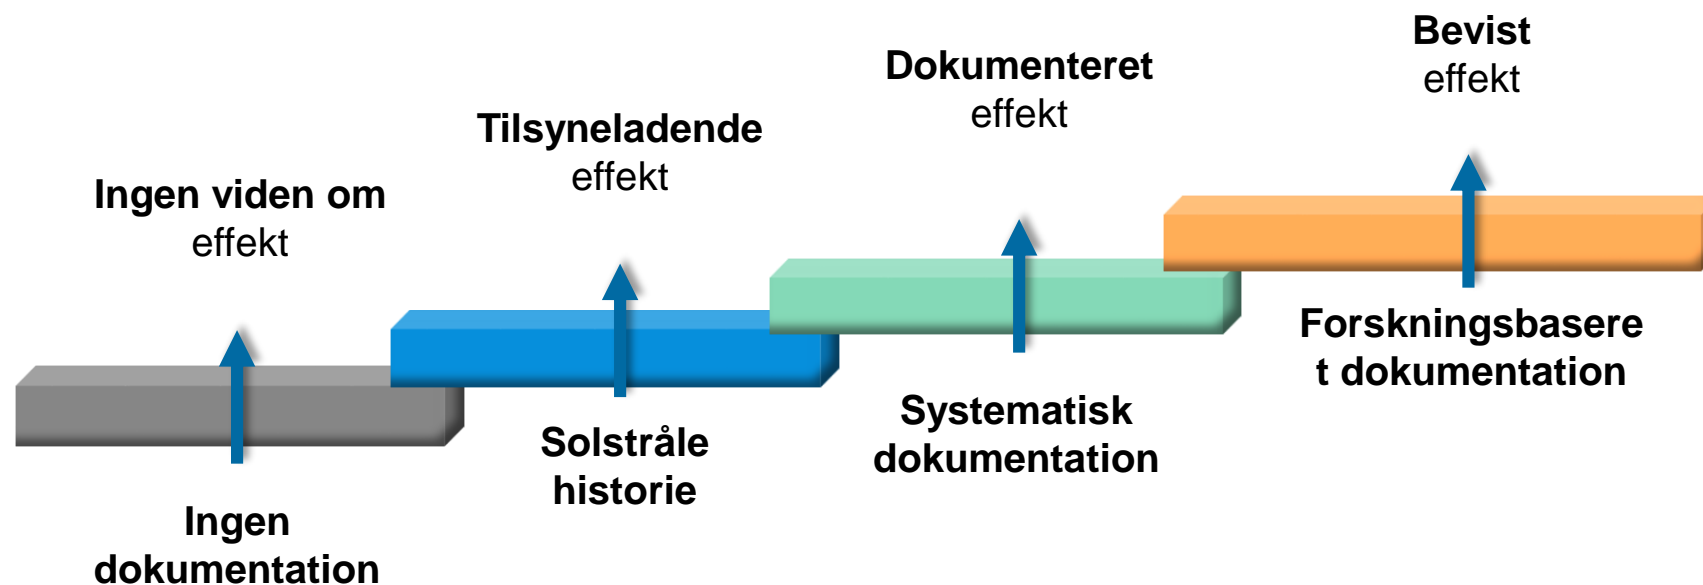 Ingen viden om
effekt
Ingen
dokumentation
Tilsyneladende
effekt
Solstråle
historie
Dokumenteret
effekt
Systematisk
dokumentation
Bevist
effekt
Forskningsbasere
t dokumentation